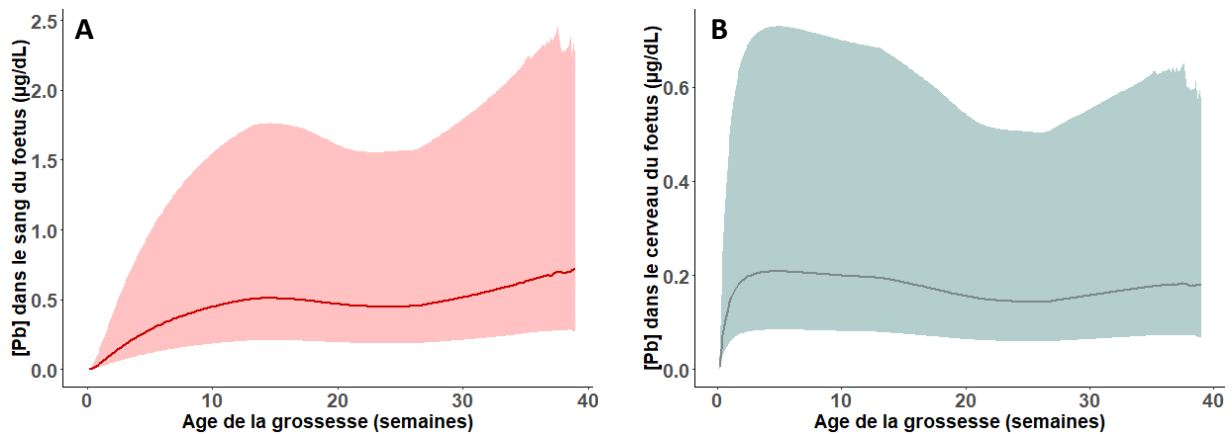 A
[Pb] dans le sang du foetus (µg/dL)
2.5
2.0
1.5
1.0
0.5
0.0
0 10 20 30 40
Age de la grossesse (semaines)
B
[Pb] dans le cerveau du foetus (µg/dL)
0.6
0.4
0.2
0.0
0 10 20 30 40
Age de la grossesse (semaines)